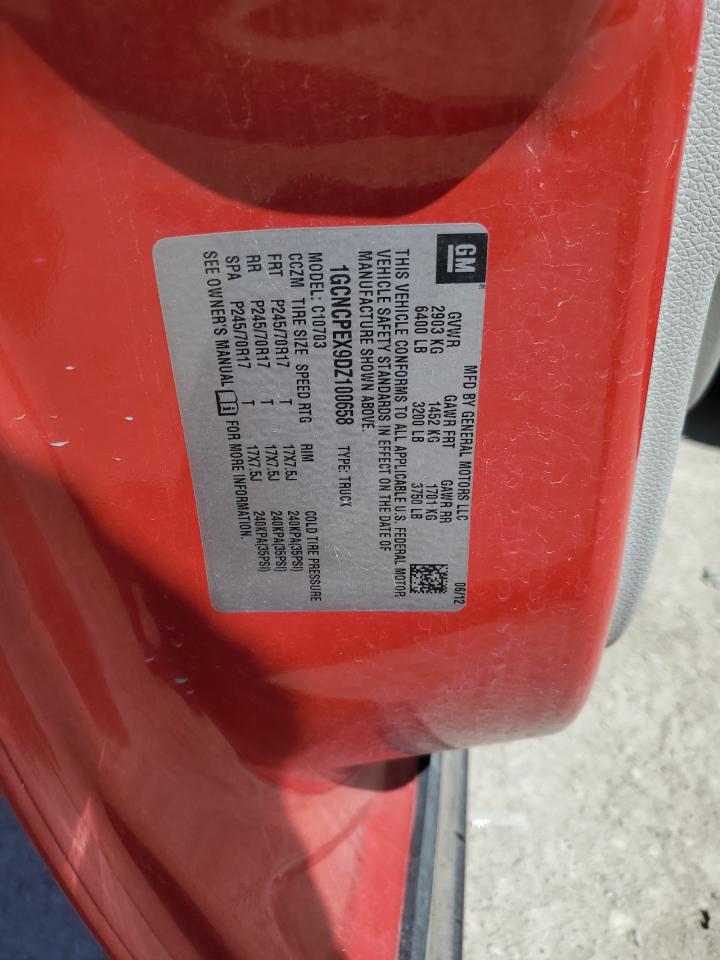 GM
MFD BY GENERAL MOTORS LLC 06/12
GVWR GAWR FRT GAWR RR
2903 KG 1452 KG 1701 KG
6400 LB 3200 LB 3750 LB
THIS VEHICLE CONFORMS TO ALL APPLICABLE U.S. FEDERAL MOTOR
VEHICLE SAFETY STANDARDS IN EFFECT ON THE DATE OF
MANUFACTURE SHOWN ABOVE.
1GCNCPEX9DZ100658 TYPE: TRUCK
MODEL: C10703
CCZM TIRE SIZE SPEED RTG RIM COLD TIRE PRESSURE
FRT P245/70R17 T 17X7.5J 240KPA(35PSI)
RR P245/70R17 T 17X7.5J 240KPA(35PSI)
SPA P245/70R17 T 17X7.5J 240KPA(35PSI)
SEE OWNER'S MANUAL FOR MORE INFORMATION.